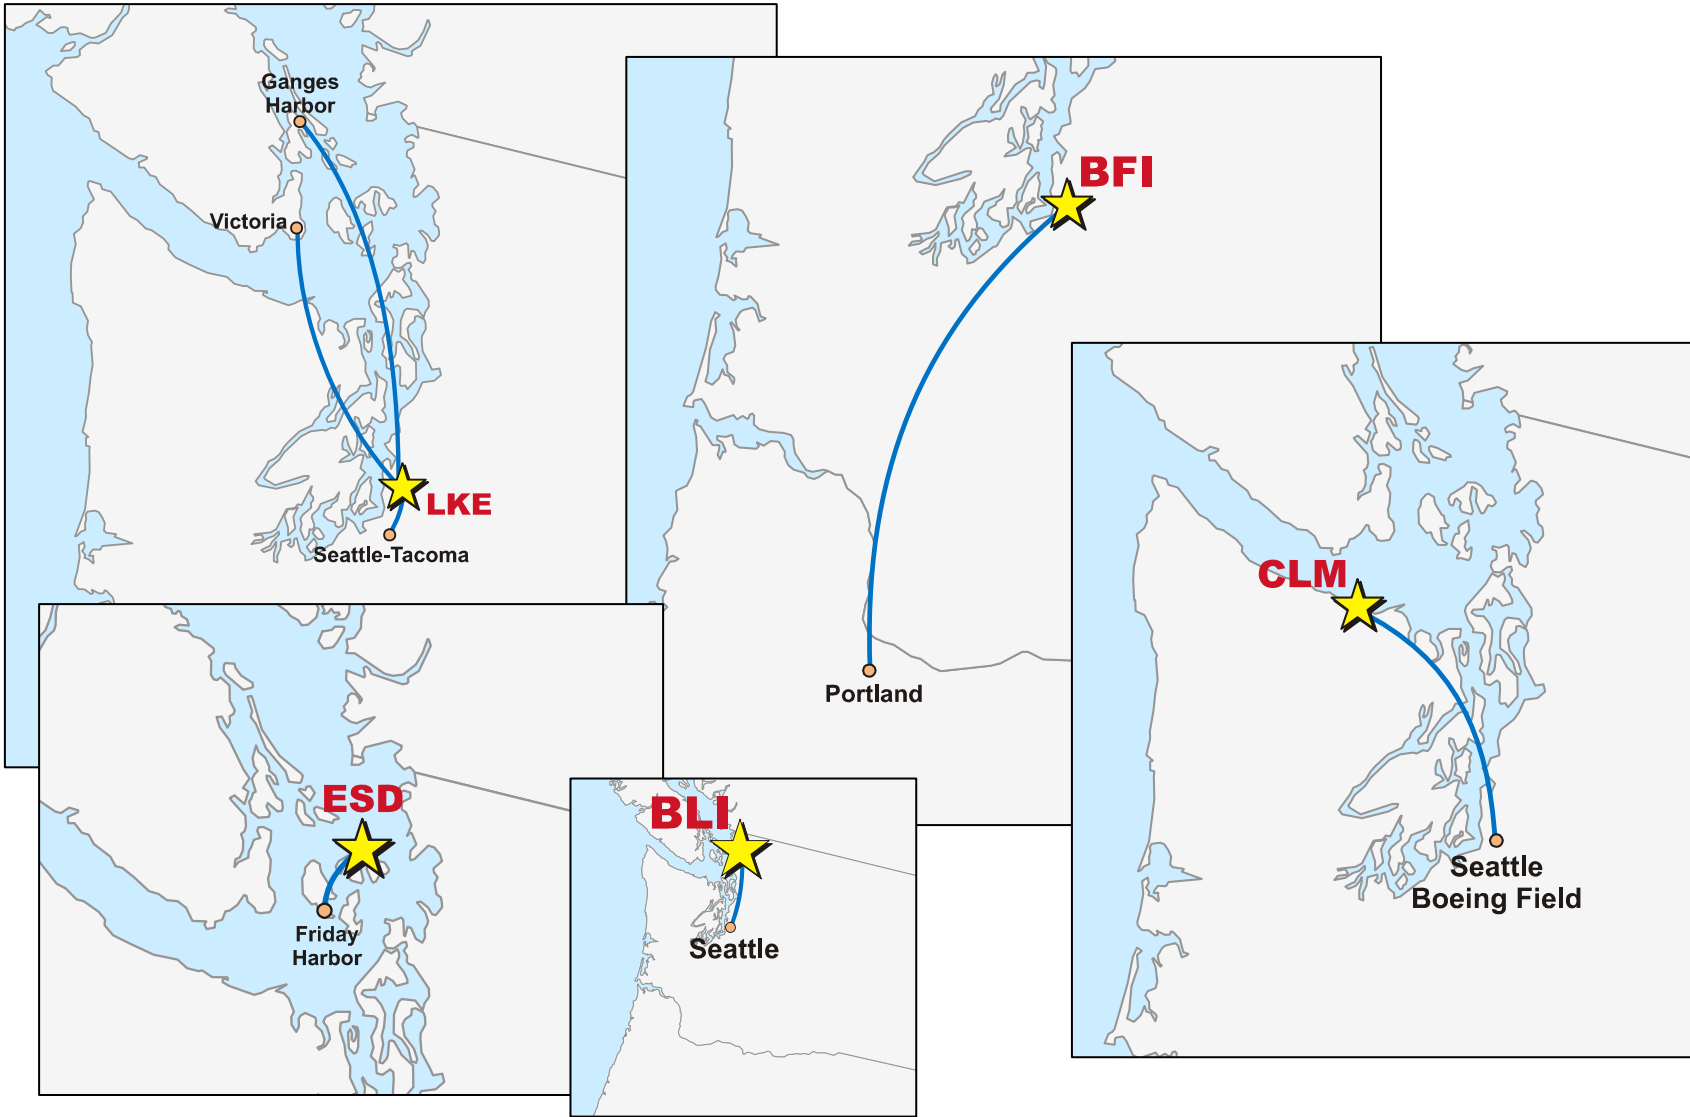 Ganges
Harbor
Victoria
LKE
Seattle-Tacoma
BFI
Portland
CLM
Seattle
Boeing Field
ESD
Friday
Harbor
BLI
Seattle